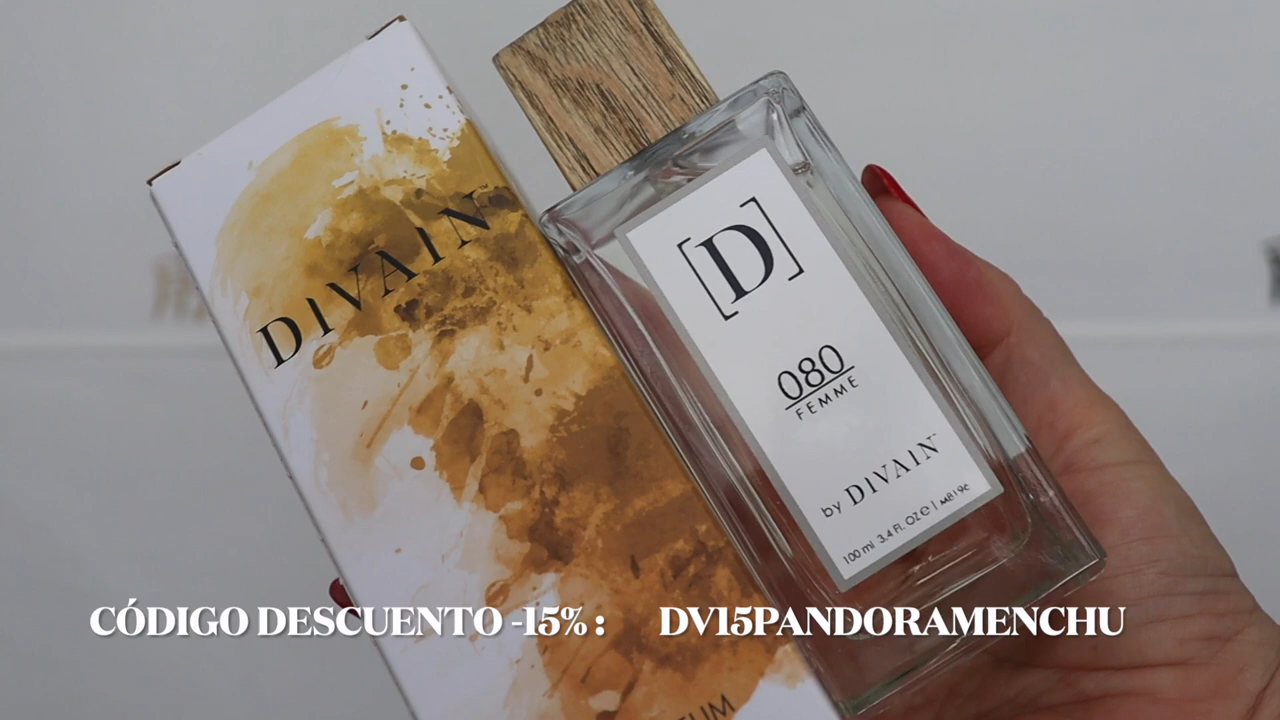 DIVAIN
[D]
080
FEMME
by DIVAIN
100 ml 3.4 Fl. OZ e |
CÓDIGO DESCUENTO -15% : DV15PANDORAMENCHU